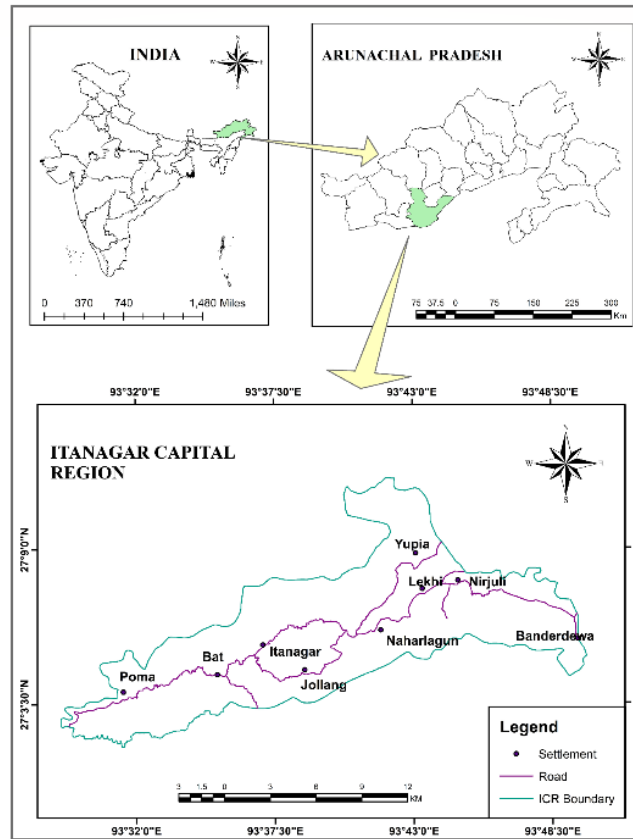 INDIA
N
W E
S
0 370 740 1,480 Miles
ARUNACHAL PRADESH
N
W E
S
75 37.5 0 75 150 225 300
Km
93°32'0"E 93°37'30"E 93°43'0"E 93°48'30"E
ITANAGAR CAPITAL
REGION
N
W E
S
27°9'0"N
27°3'30"N
Yupia
Lekhi
Nirjuli
Banderdewa
Naharlagun
Itanagar
Jollang
Bat
Poma
Legend
Settlement
Road
ICR Boundary
3 1.5 0 3 6 9 12
KM
93°32'0"E 93°37'30"E 93°43'0"E 93°48'30"E